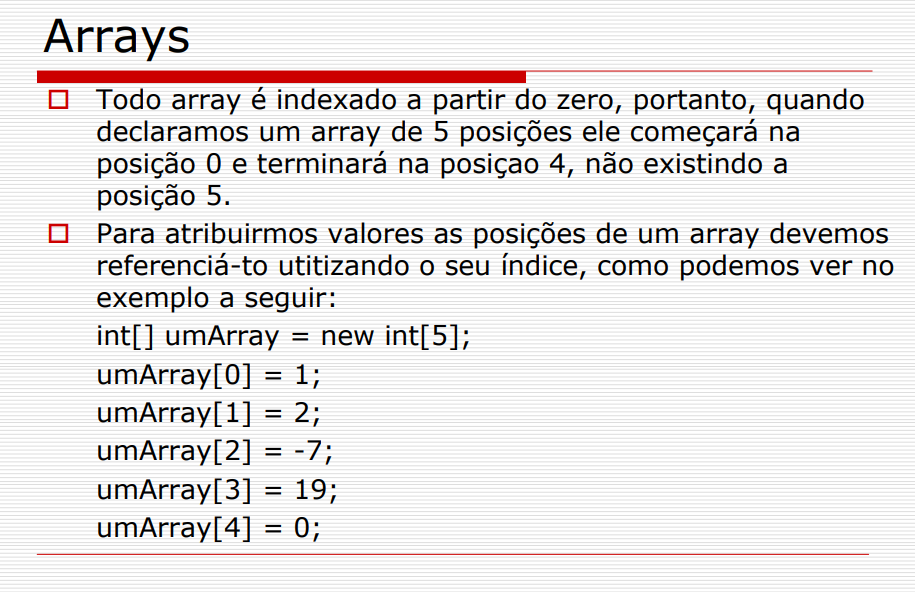 Arrays
Todo array é indexado a partir do zero, portanto, quando
declaramos um array de 5 posições ele começará na
posição 0 e terminará na posiçao 4, não existindo a
posição 5.
Para atribuirmos valores as posições de um array devemos
referenciá-to utitizando o seu índice, como podemos ver no
exemplo a seguir:
int[] umArray = new int[5];
umArray[0] = 1;
umArray[1] = 2;
umArray[2] = -7;
umArray[3] = 19;
umArray[4] = 0;